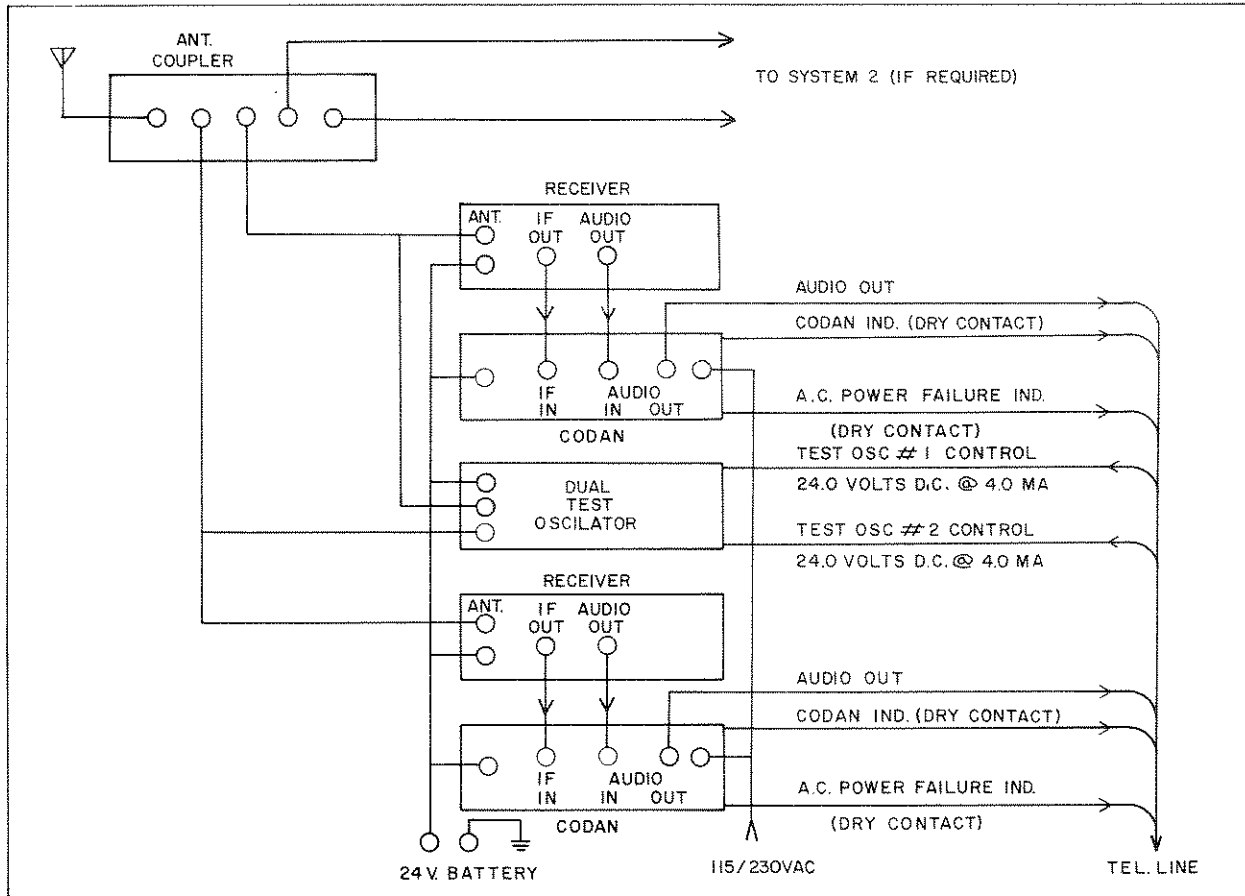 ANT.
COUPLER
TO SYSTEM 2 (IF REQUIRED)
RECEIVER
ANT.
IF
OUT
AUDIO
OUT
AUDIO OUT
CODAN IND. (DRY CONTACT)
IF
IN
AUDIO
IN OUT
CODAN
A.C. POWER FAILURE IND.
(DRY CONTACT)
DUAL
TEST
OSCILATOR
TEST OSC # 1 CONTROL
24.0 VOLTS D.C. @ 4.0 MA
TEST OSC # 2 CONTROL
24.0 VOLTS D.C. @ 4.0 MA
RECEIVER
ANT.
IF
OUT
AUDIO
OUT
AUDIO OUT
CODAN IND. (DRY CONTACT)
IF
IN
AUDIO
IN OUT
CODAN
A.C. POWER FAILURE IND.
(DRY CONTACT)
24 V. BATTERY
115/230VAC
TEL. LINE